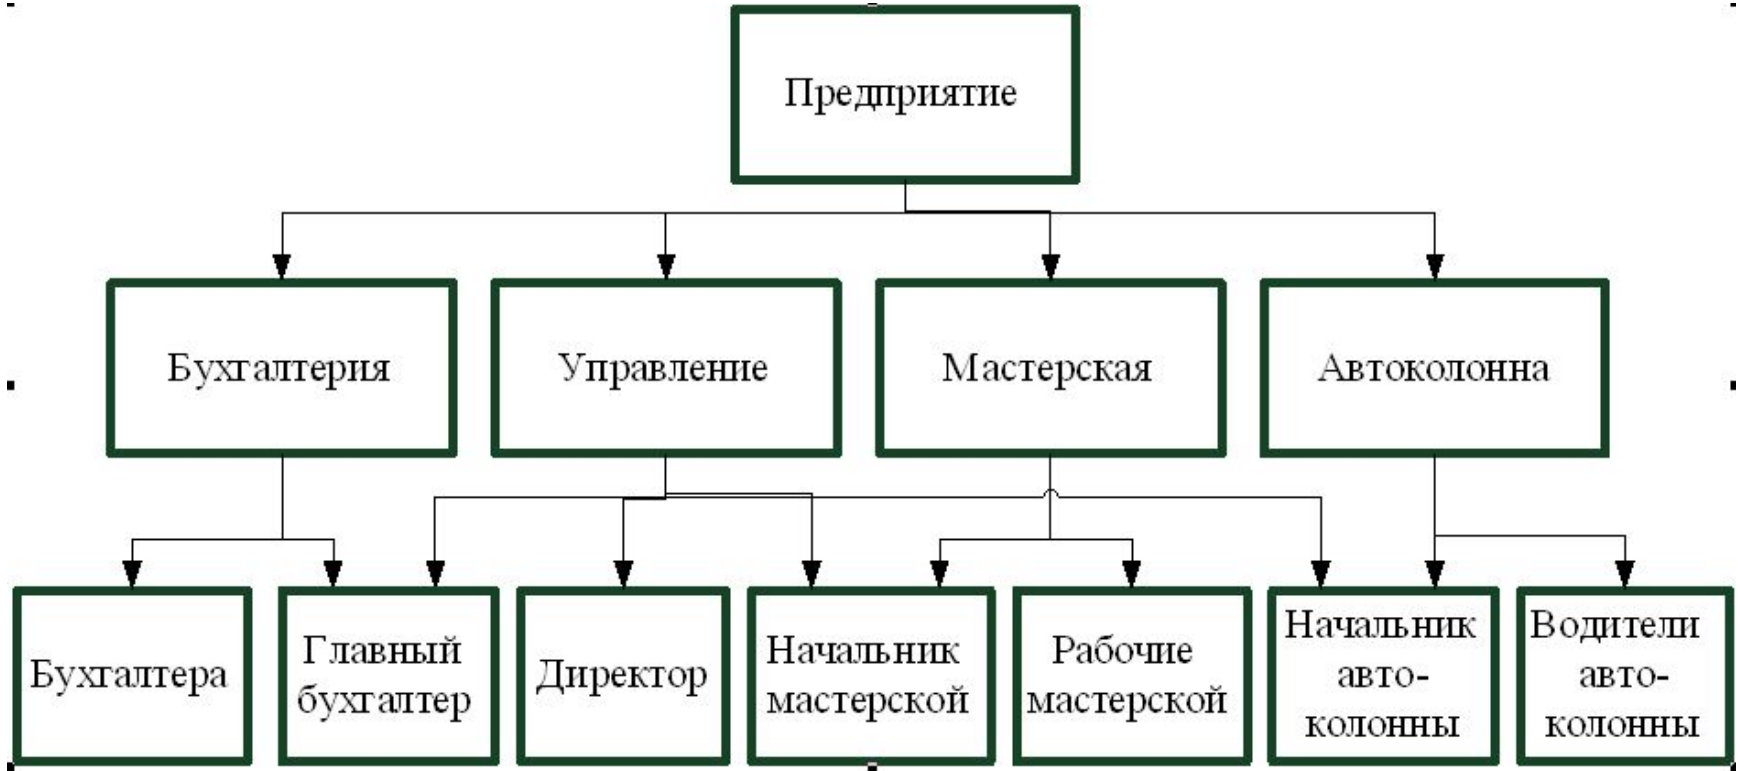 Предприятие
Бухгалтерия
Управление
Мастерская
Автоколонна
Бухгалтера
Главный
бухгалтер
Директор
Начальник
мастерской
Рабочие
мастерской
Начальник
авто-
колонны
Водители
авто-
колонны